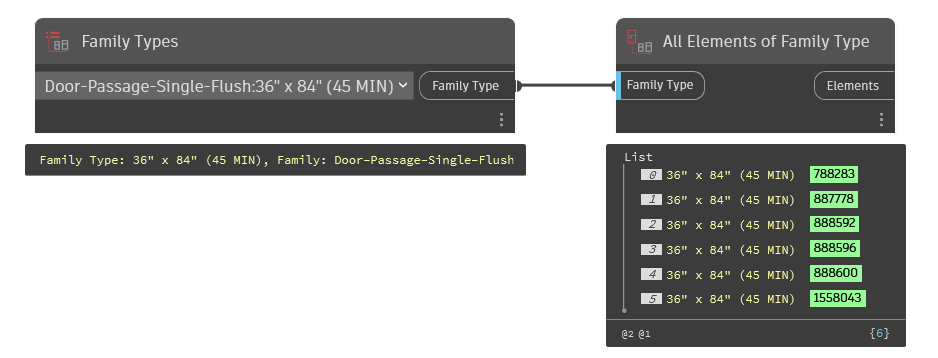 Family Types
Door-Passage-Single-Flush:36" x 84" (45 MIN)
Family Type
Family Type: 36" x 84" (45 MIN), Family: Door-Passage-Single-Flush
All Elements of Family Type
Family Type
Elements
List
0 36" x 84" (45 MIN) 788283
1 36" x 84" (45 MIN) 887778
2 36" x 84" (45 MIN) 888592
3 36" x 84" (45 MIN) 888596
4 36" x 84" (45 MIN) 888600
5 36" x 84" (45 MIN) 1558043
@2 @1 {6}